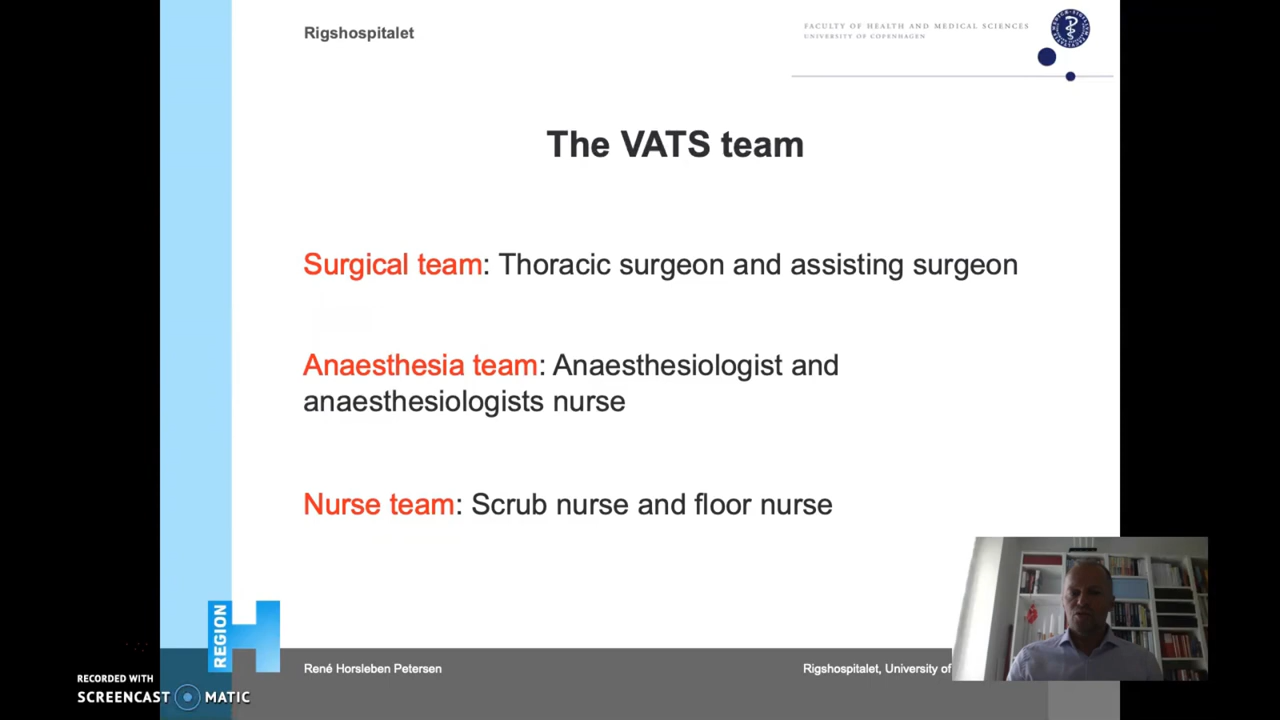 Rigshospitalet
FACULTY OF HEALTH AND MEDICAL SCIENCES
UNIVERSITY OF COPENHAGEN
The VATS team
Surgical team: Thoracic surgeon and assisting surgeon
Anaesthesia team: Anaesthesiologist and
anaesthesiologists nurse
Nurse team: Scrub nurse and floor nurse
REGION
H
René Horsleben Petersen
Rigshospitalet, University of
RECORDED WITH
SCREENCAST MATIC